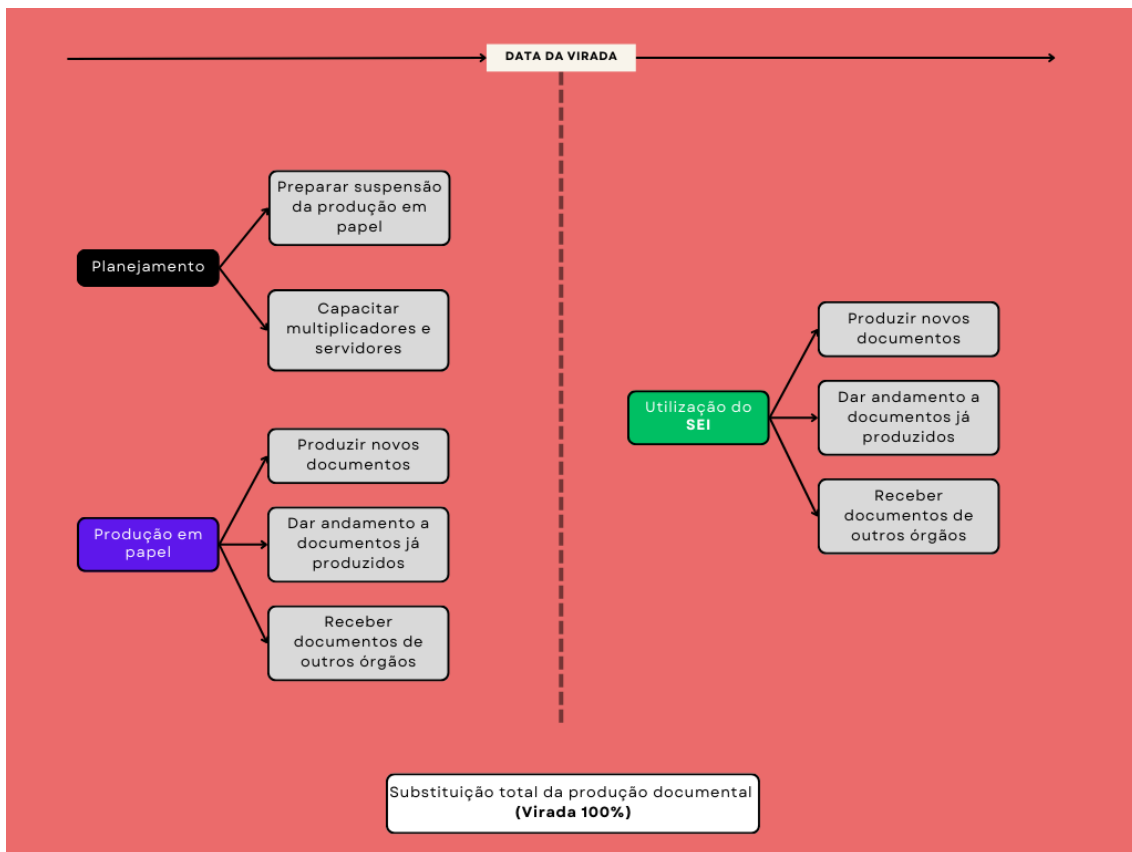 DATA DA VIRADA
Preparar suspensão
da produção em
papel
Planejamento
Capacitar
multiplicadores e
servidores
Produzir novos
documentos
Produção em
papel
Dar andamento a
documentos já
produzidos
Receber
documentos de
outros órgãos
Produzir novos
documentos
Utilização do
SEI
Dar andamento a
documentos já
produzidos
Receber
documentos de
outros órgãos
Substituição total da produção documental
(Virada 100%)